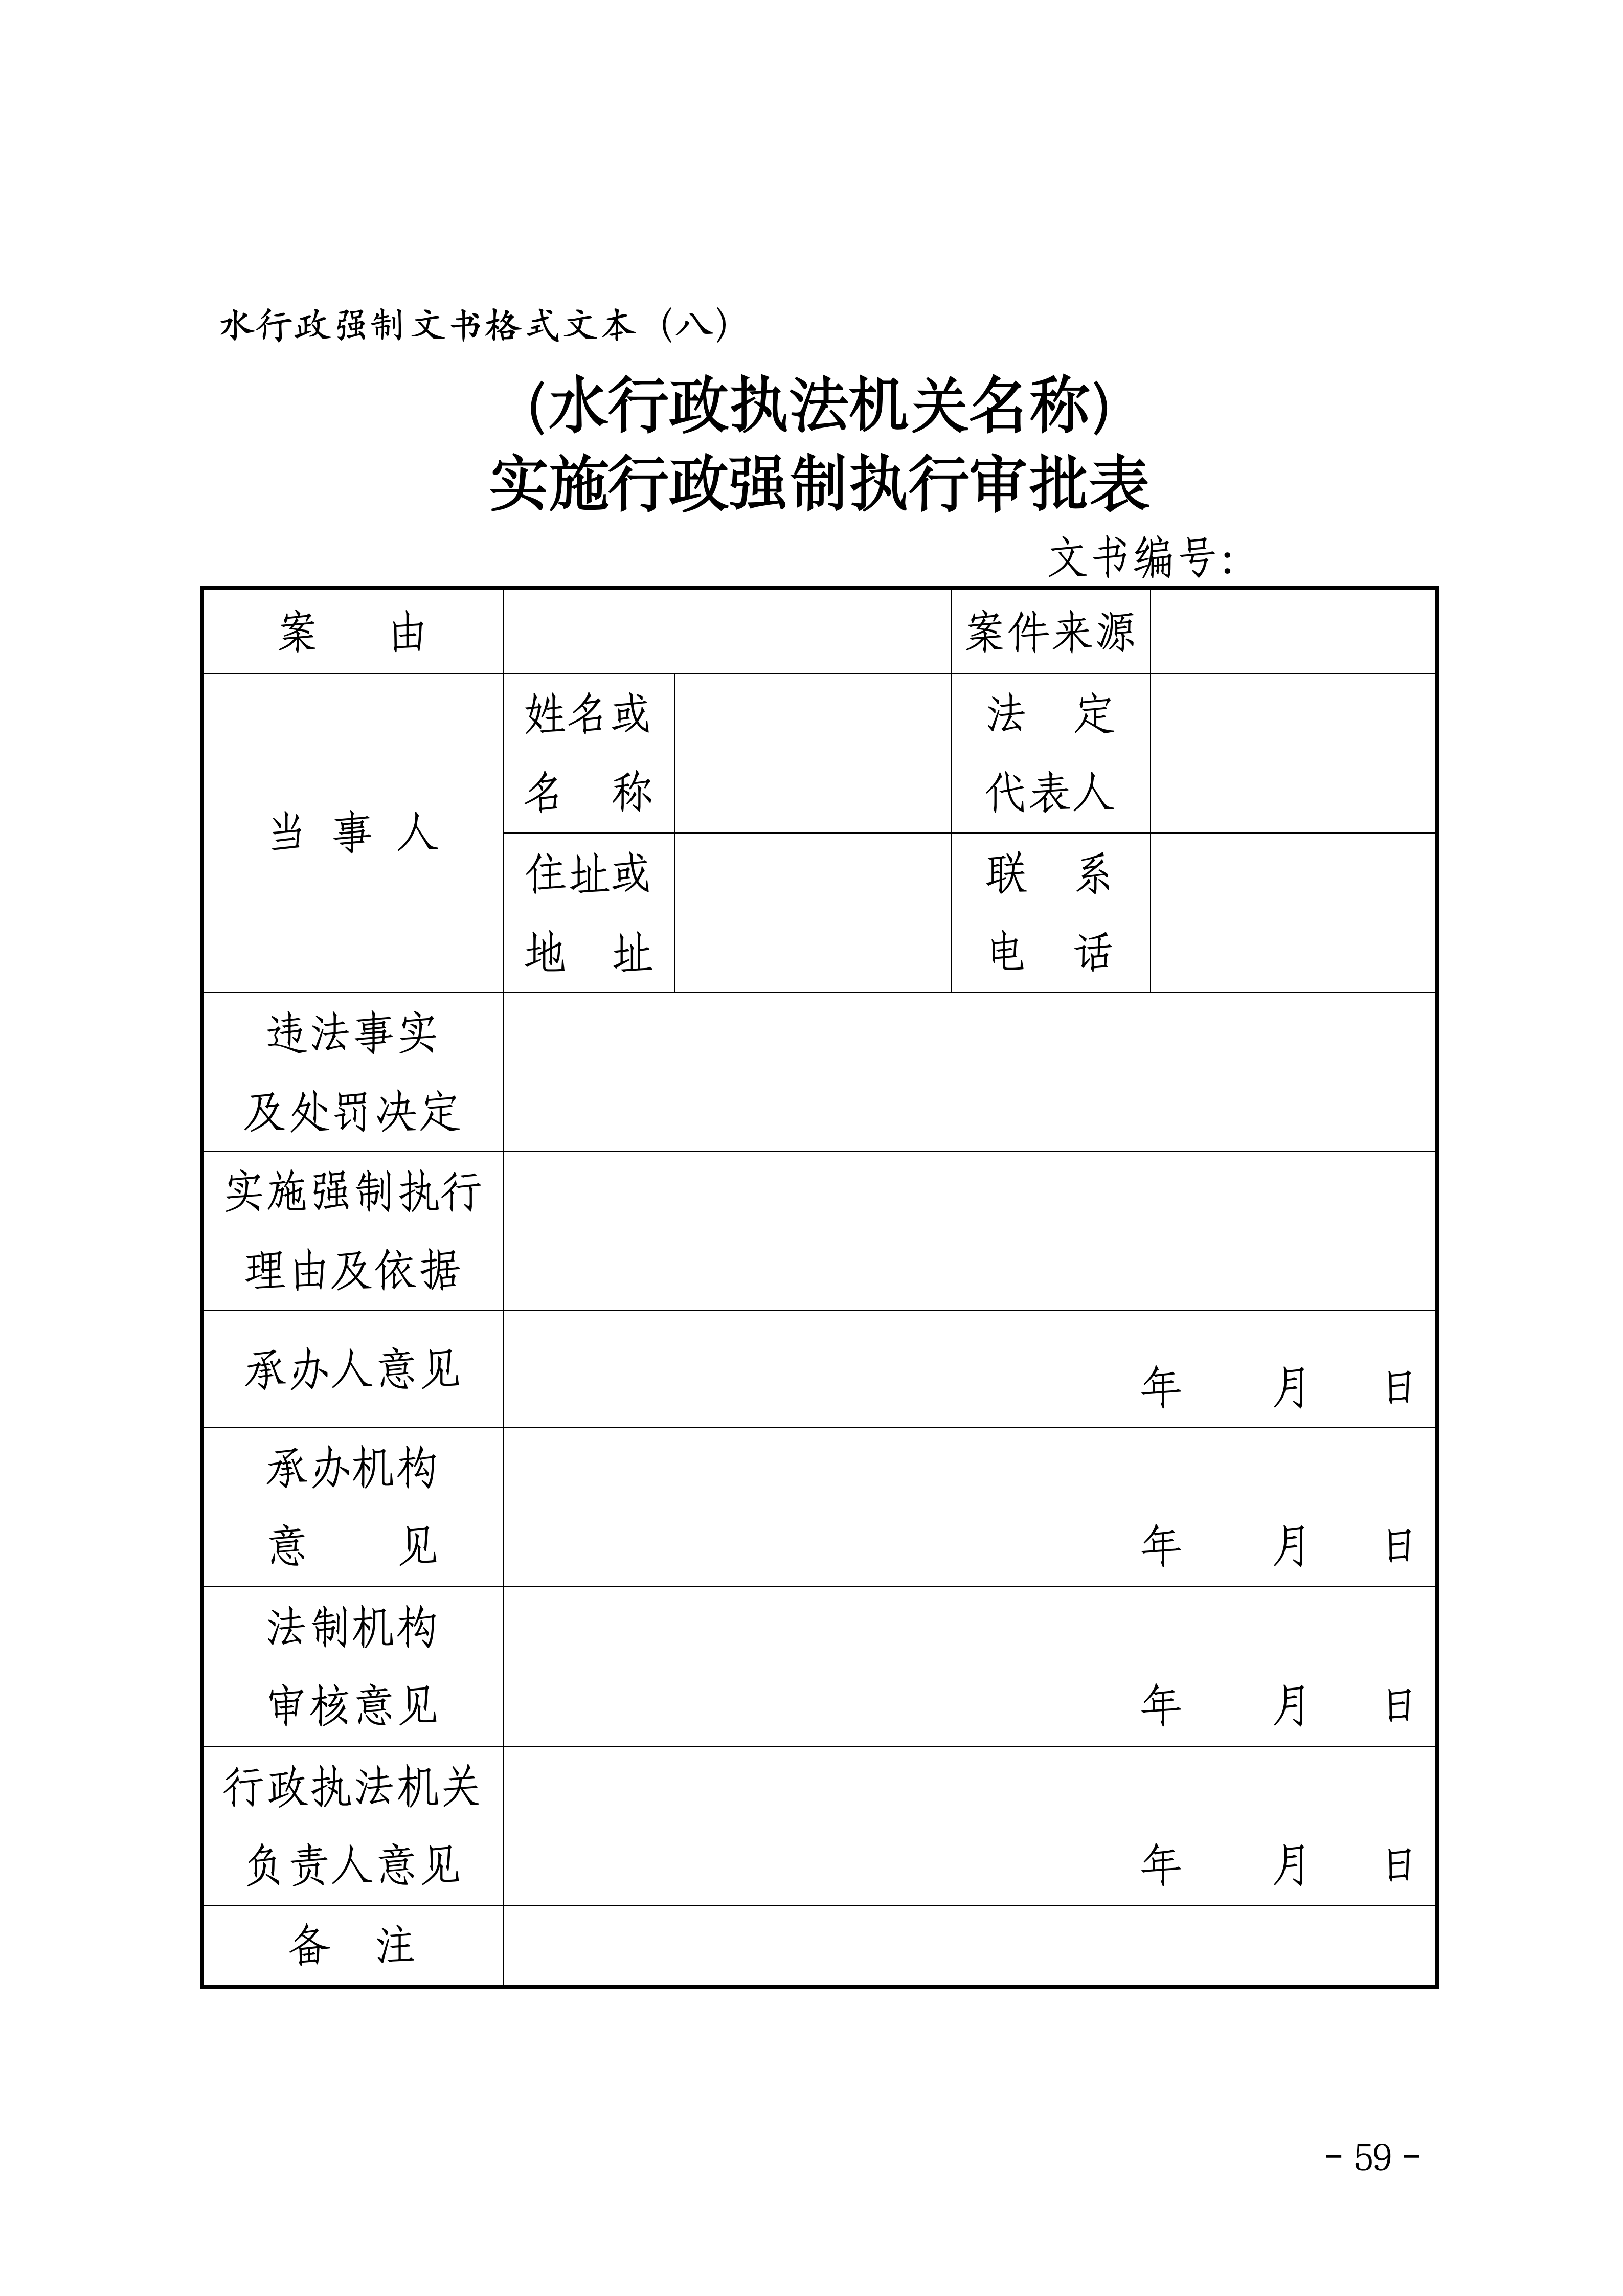 水行政强制文书格式文本（八）
（水行政执法机关名称）
实施行政强制执行审批表
文书编号：
案 由 案件来源
当 事 人
姓名或
名 称
法 定
代表人
住址或
地 址
联 系
电 话
违法事实
及处罚决定
实施强制执行
理由及依据
承办人意见
年 月 日
承办机构
意 见
年 月 日
法制机构
审核意见
年 月 日
行政执法机关
负责人意见
年 月 日
备 注
- 59 -